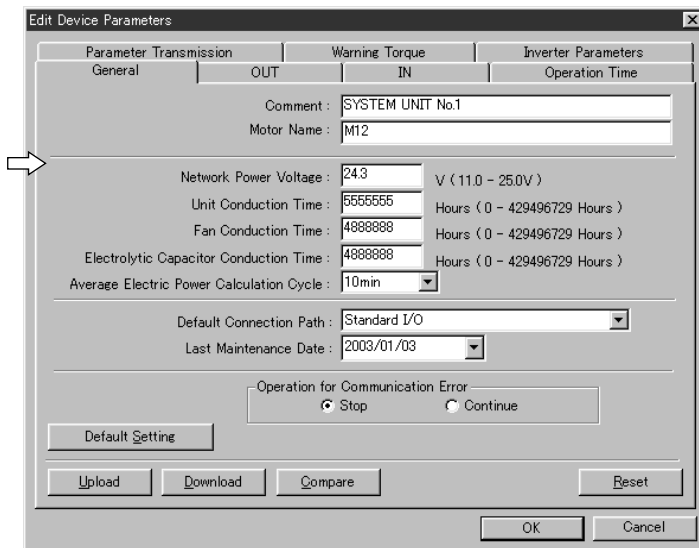 Edit Device Parameters
Parameter Transmission Warning Torque Inverter Parameters
General OUT IN Operation Time
Comment : SYSTEM UNIT No.1
Motor Name : M12
Network Power Voltage : 24.3 V ( 11.0 - 25.0V )
Unit Conduction Time : 5555555 Hours ( 0 - 429496729 Hours )
Fan Conduction Time : 4888888 Hours ( 0 - 429496729 Hours )
Electrolytic Capacitor Conduction Time : 4888888 Hours ( 0 - 429496729 Hours )
Average Electric Power Calculation Cycle : 10min
Default Connection Path : Standard I/O
Last Maintenance Date : 2003/01/03
Operation for Communication Error
Stop Continue
Default Setting
Upload Download Compare Reset
OK Cancel